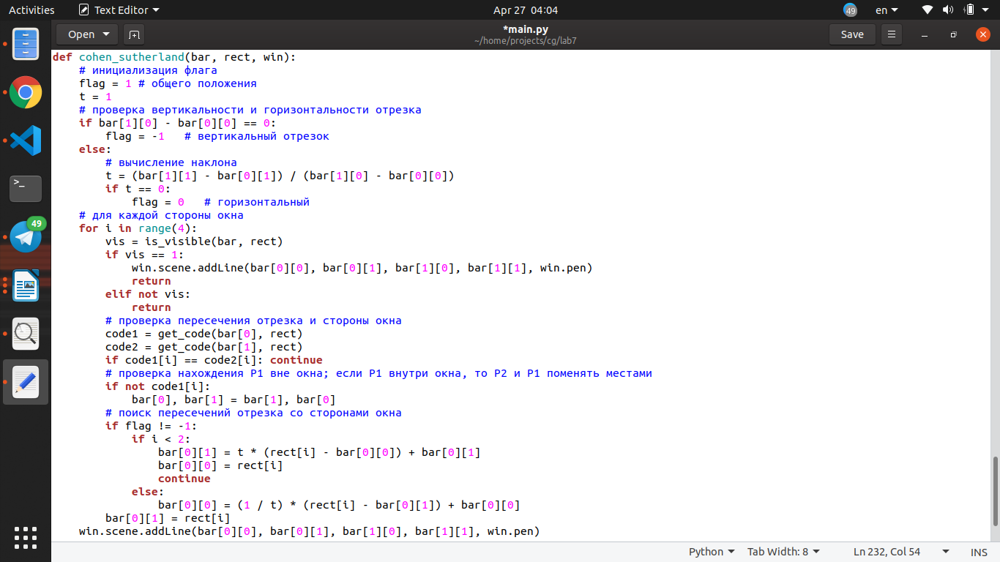 Activities Text Editor Apr 27 04:04 49 en
Open *main.py Save
~/home/projects/cg/lab7
def cohen_sutherland(bar, rect, win):
    # инициализация флага
    flag = 1 # общего положения
    t = 1
    # проверка вертикальности и горизонтальности отрезка
    if bar[1][0] - bar[0][0] == 0:
        flag = -1   # вертикальный отрезок
    else:
        # вычисление наклона
        t = (bar[1][1] - bar[0][1]) / (bar[1][0] - bar[0][0])
        if t == 0:
            flag = 0   # горизонтальный
    # для каждой стороны окна
    for i in range(4):
        vis = is_visible(bar, rect)
        if vis == 1:
            win.scene.addLine(bar[0][0], bar[0][1], bar[1][0], bar[1][1], win.pen)
            return
        elif not vis:
            return
        # проверка пересечения отрезка и стороны окна
        code1 = get_code(bar[0], rect)
        code2 = get_code(bar[1], rect)
        if code1[i] == code2[i]: continue
        # проверка нахождения P1 вне окна; если P1 внутри окна, то P2 и P1 поменять местами
        if not code1[i]:
            bar[0], bar[1] = bar[1], bar[0]
        # поиск пересечений отрезка со сторонами окна
        if flag != -1:
            if i < 2:
                bar[0][1] = t * (rect[i] - bar[0][0]) + bar[0][1]
                bar[0][0] = rect[i]
                continue
            else:
                bar[0][0] = (1 / t) * (rect[i] - bar[0][1]) + bar[0][0]
        bar[0][1] = rect[i]
    win.scene.addLine(bar[0][0], bar[0][1], bar[1][0], bar[1][1], win.pen)
49
>_
Python Tab Width: 8 Ln 232, Col 54 INS